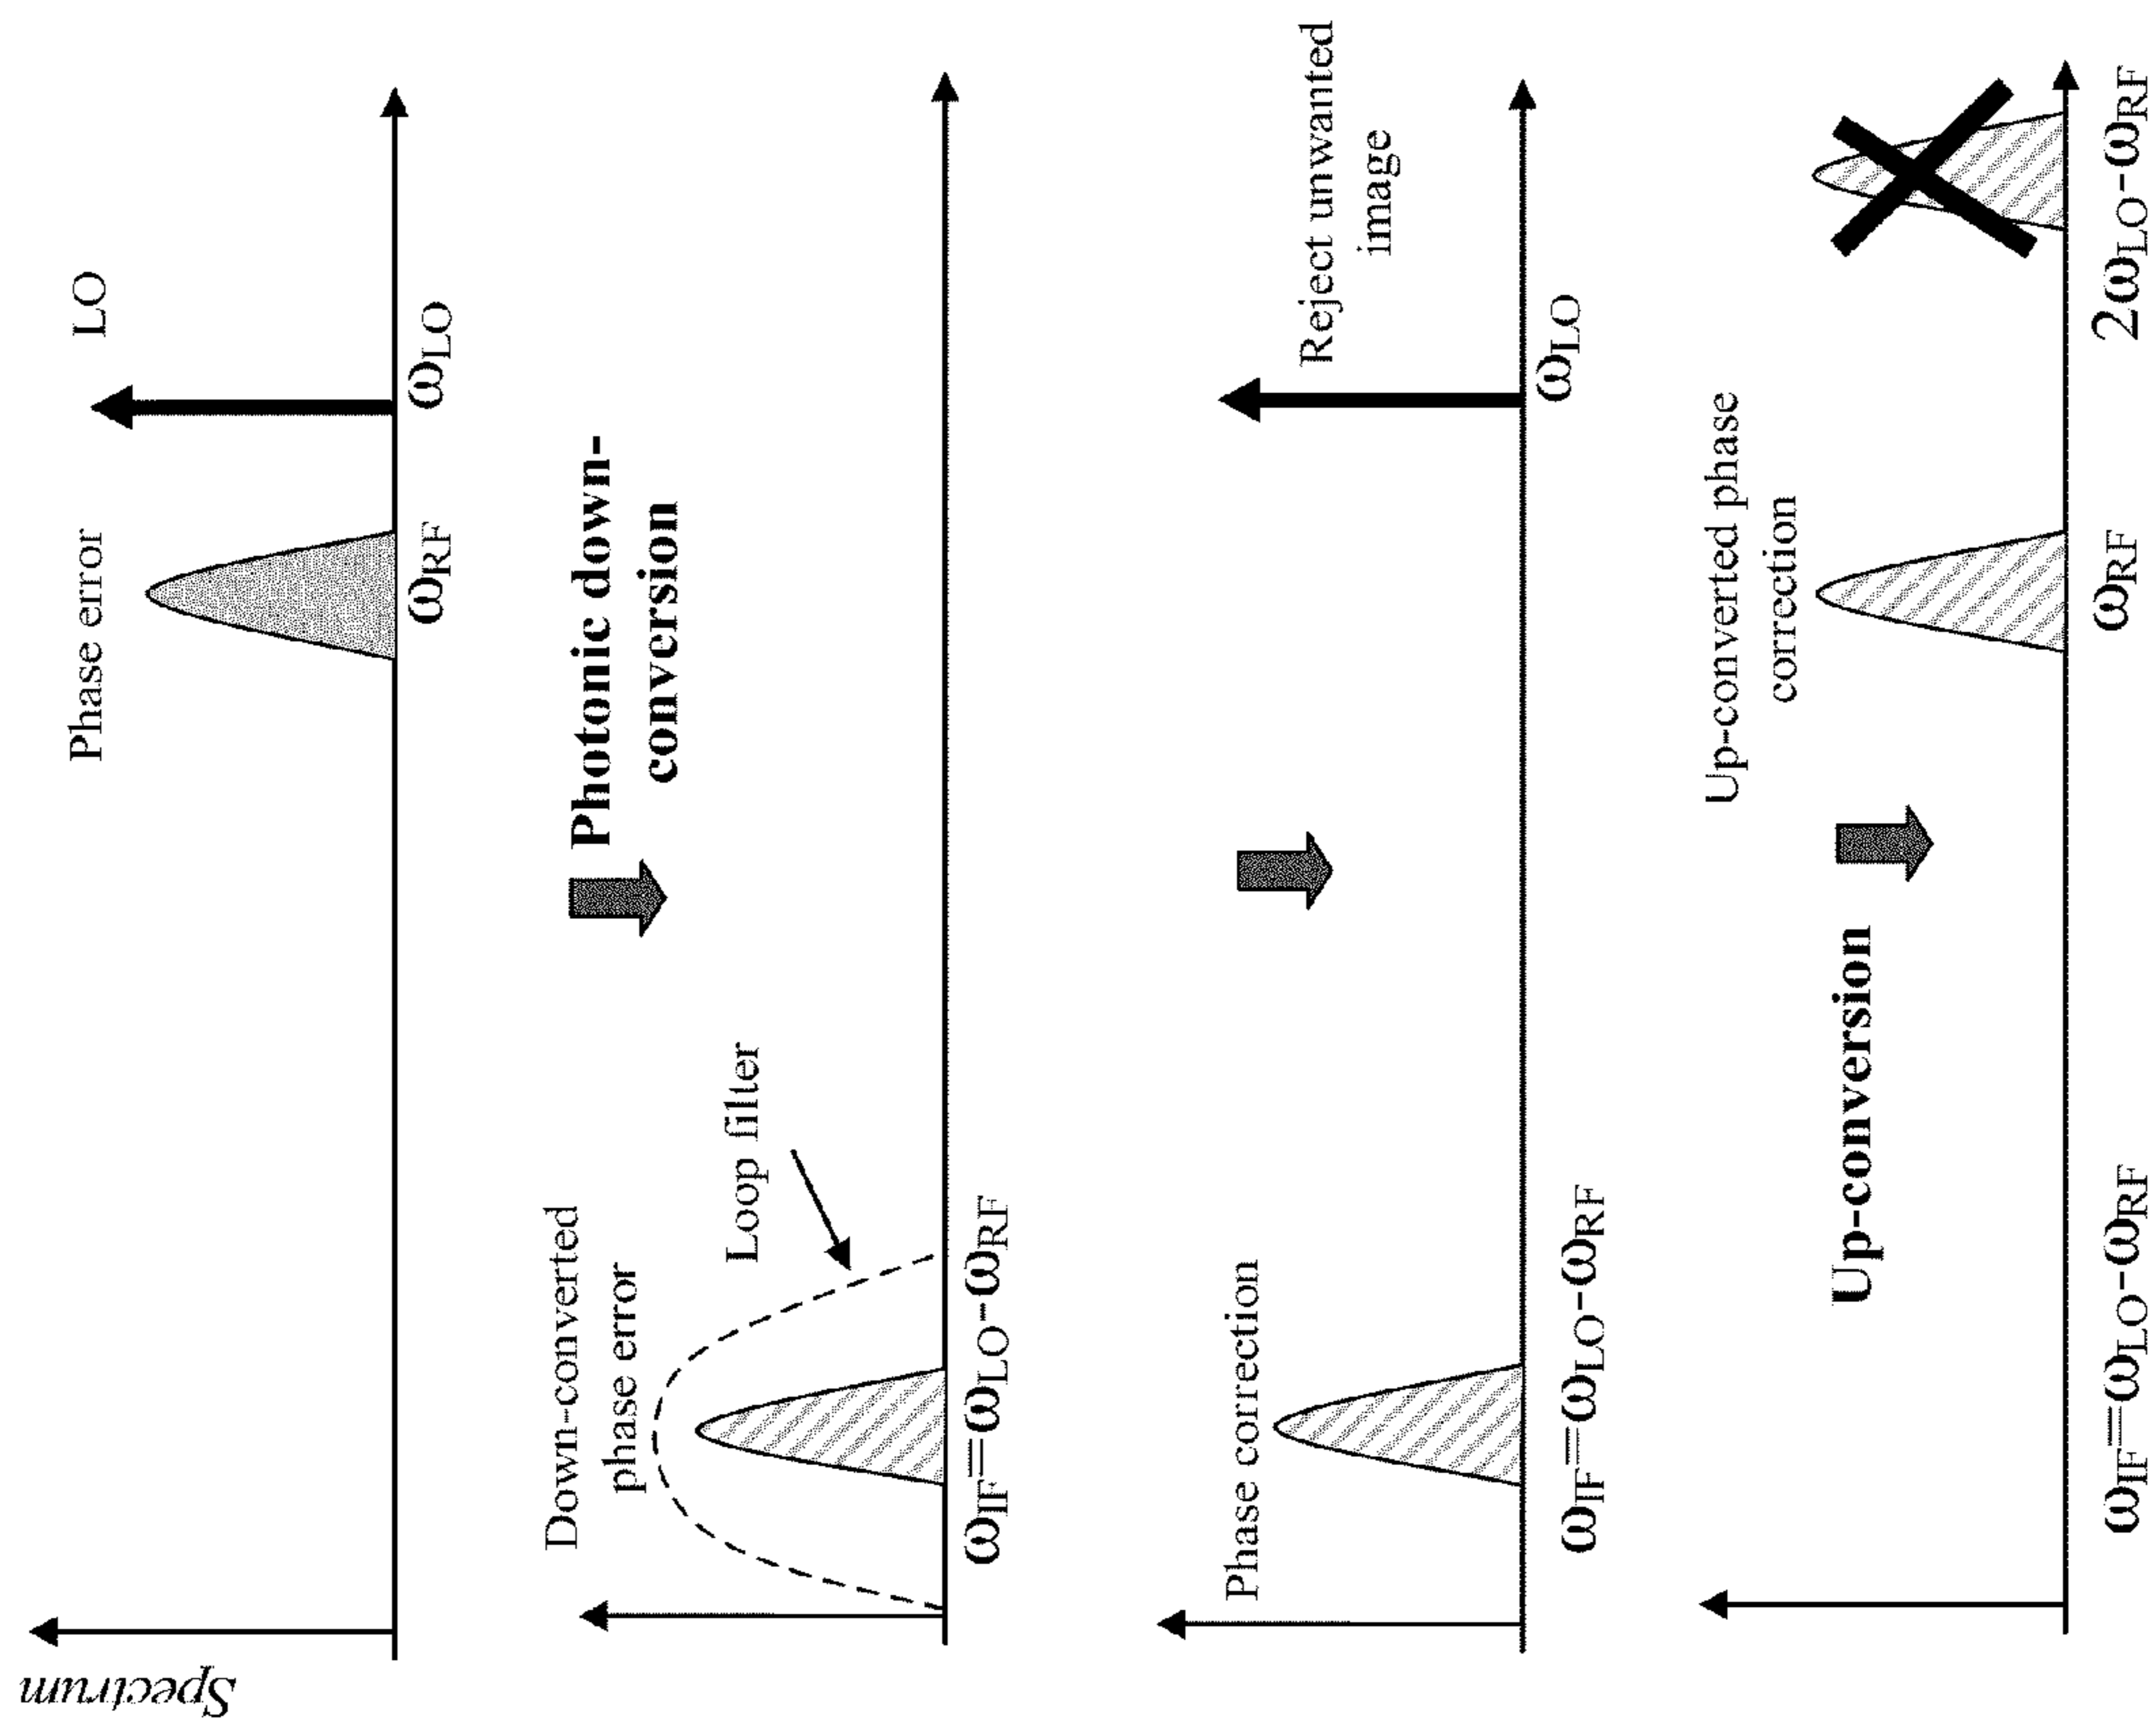 Spectrum
Phase error
LO
ωRF
ωLO
Photonic down-
conversion
Down-converted
phase error
Loop filter
ωIF=ωLO-ωRF
Phase correction
Reject unwanted
image
ωIF=ωLO-ωRF
ωLO
Up-conversion
Up-converted phase
correction
ωIF=ωLO-ωRF
ωRF
2ωLO-ωRF